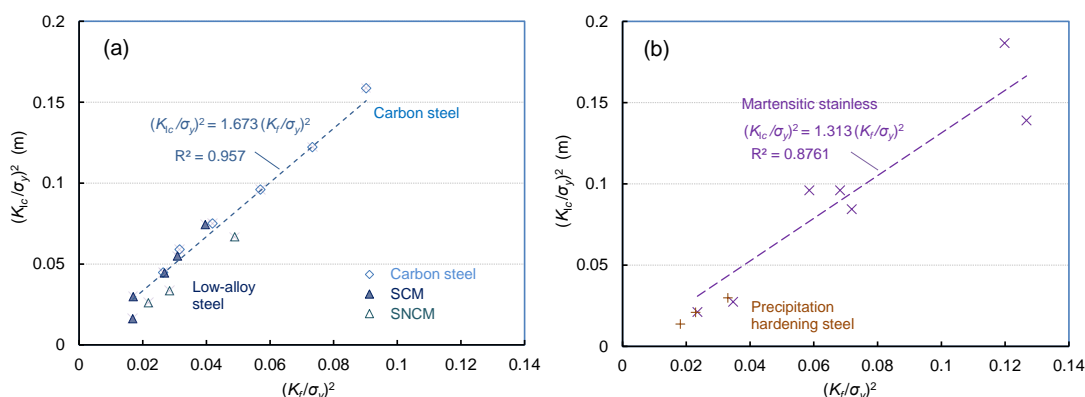 (a)
0.2
0.15
0.1
0.05
0
(K_Ic/σ_y)² (m)
Carbon steel
(K_Ic/σ_y)² = 1.673 (K_f/σ_y)²
R² = 0.957
Low-alloy
steel
Carbon steel
SCM
SNCM
0 0.02 0.04 0.06 0.08 0.1 0.12 0.14
(K_f/σ_y)²
(b)
0.2
0.15
0.1
0.05
0
(K_Ic/σ_y)² (m)
Martensitic stainless
(K_Ic/σ_y)² = 1.313 (K_f/σ_y)²
R² = 0.8761
Precipitation
hardening steel
0 0.02 0.04 0.06 0.08 0.1 0.12 0.14
(K_f/σ_y)²